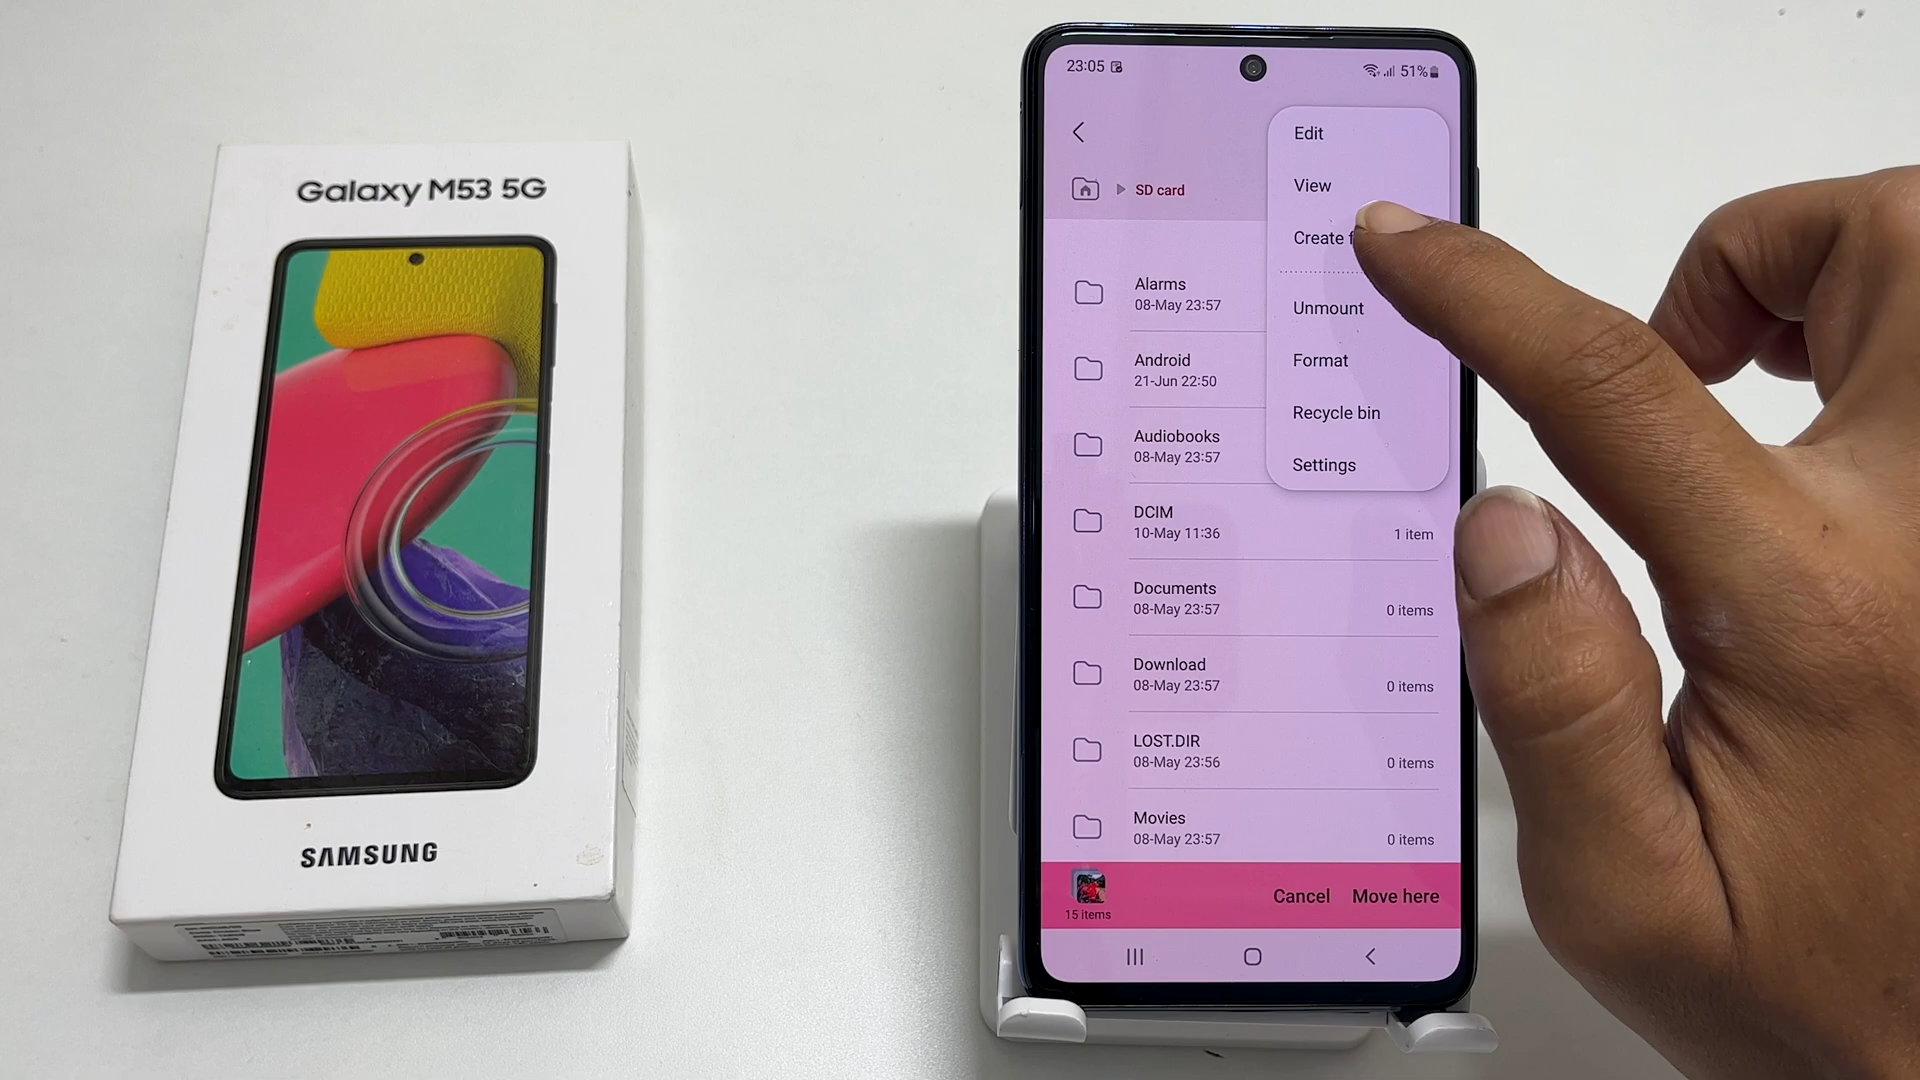 Galaxy M53 5G
SAMSUNG
23:05
51%
Edit
View
Create f
Unmount
Format
Recycle bin
Settings
SD card
Alarms
08-May 23:57
Android
21-Jun 22:50
Audiobooks
08-May 23:57
DCIM
10-May 11:36
1 item
Documents
08-May 23:57
0 items
Download
08-May 23:57
0 items
LOST.DIR
08-May 23:56
0 items
Movies
08-May 23:57
0 items
15 items
Cancel
Move here